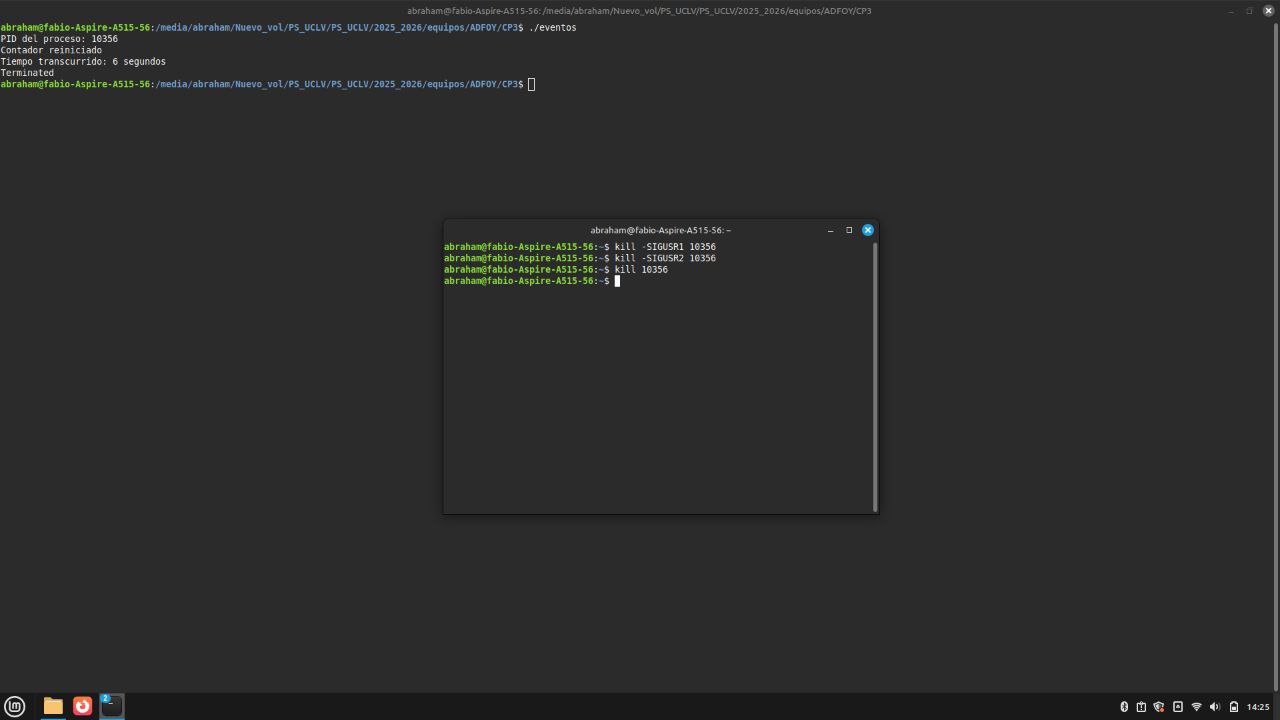 abraham@fabio-Aspire-A515-56: /media/abraham/Nuevo_vol/PS_UCLV/PS_UCLV/2025_2026/equipos/ADFOY/CP3
abraham@fabio-Aspire-A515-56:/media/abraham/Nuevo_vol/PS_UCLV/PS_UCLV/2025_2026/equipos/ADFOY/CP3$ ./eventos
PID del proceso: 10356
Contador reiniciado
Tiempo transcurrido: 6 segundos
Terminated
abraham@fabio-Aspire-A515-56:/media/abraham/Nuevo_vol/PS_UCLV/PS_UCLV/2025_2026/equipos/ADFOY/CP3$
abraham@fabio-Aspire-A515-56: ~
abraham@fabio-Aspire-A515-56:~$ kill -SIGUSR1 10356
abraham@fabio-Aspire-A515-56:~$ kill -SIGUSR2 10356
abraham@fabio-Aspire-A515-56:~$ kill 10356
abraham@fabio-Aspire-A515-56:~$
2
14:25